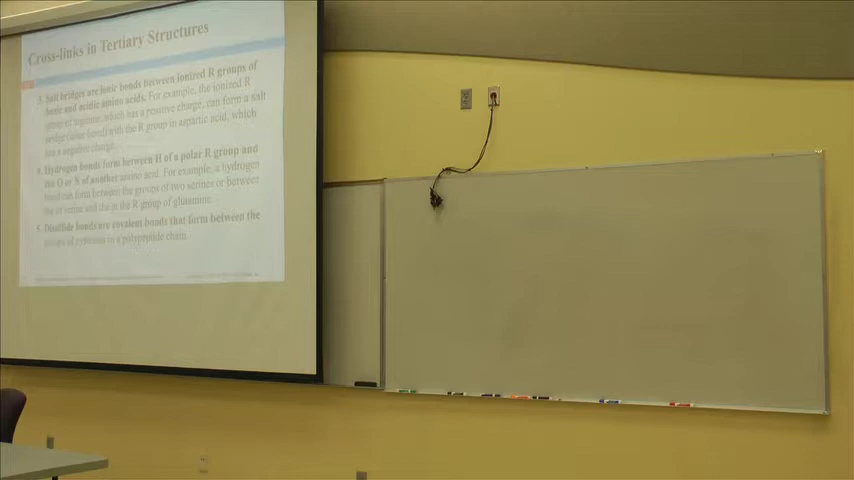 Cross-links in Tertiary Structures
3. Salt bridges are ionic bonds between ionized R groups of
basic and acidic amino acids. For example, the ionized R
group of arginine, which has a positive charge, can form a salt
bridge (ionic bond) with the R group in aspartic acid, which
has a negative charge.
4. Hydrogen bonds form between H of a polar R group and
the O or N of another amino acid. For example, a hydrogen
bond can form between the groups of two serines or between
the of serine and the in the R group of glutamine.
5. Disulfide bonds are covalent bonds that form between the
groups of cysteines in a polypeptide chain.